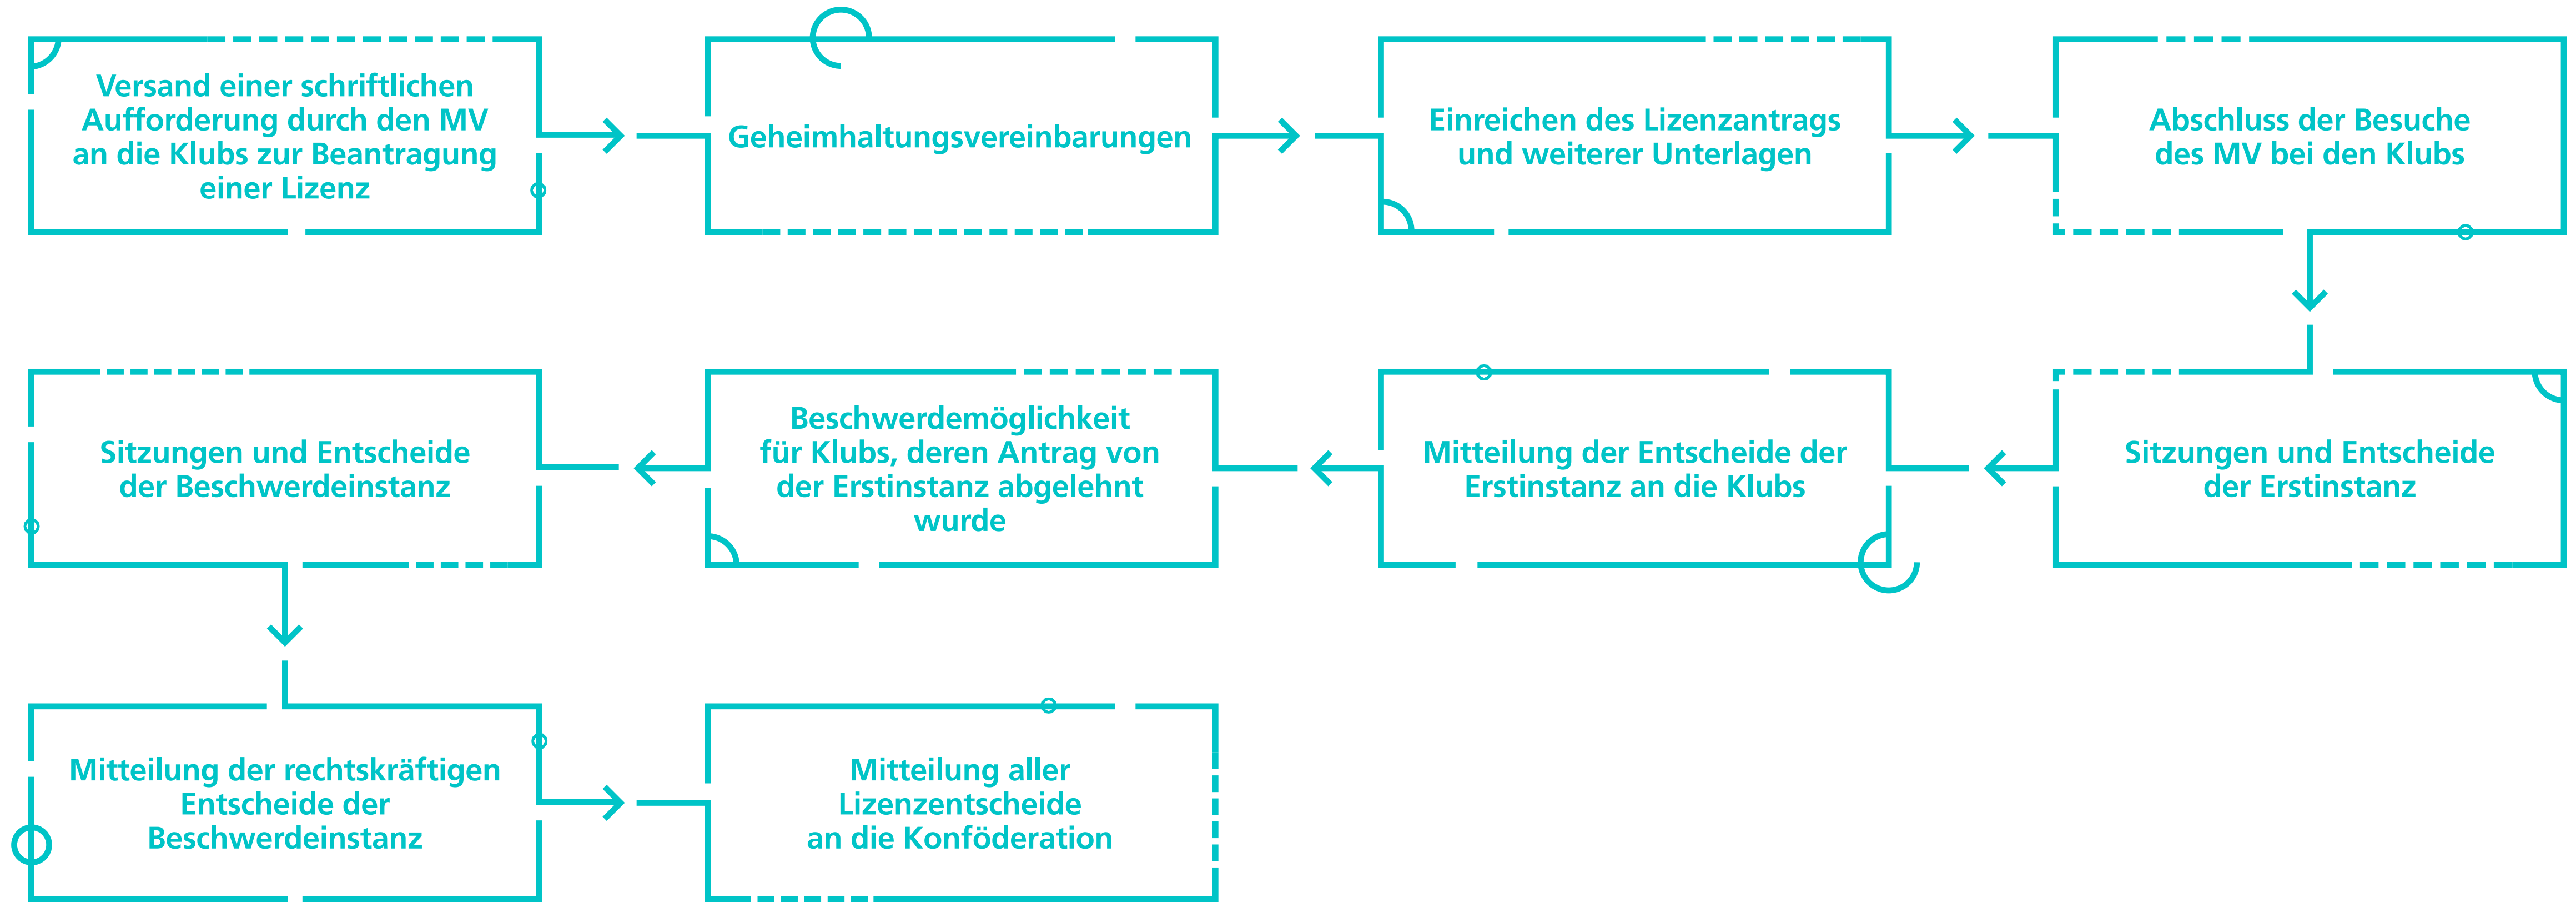 Versand einer schriftlichen
Aufforderung durch den MV
an die Klubs zur Beantragung
einer Lizenz
Geheimhaltungsvereinbarungen
Einreichen des Lizenzantrags
und weiterer Unterlagen
Abschluss der Besuche
des MV bei den Klubs
Sitzungen und Entscheide
der Erstinstanz
Mitteilung der Entscheide der
Erstinstanz an die Klubs
Beschwerdemöglichkeit
für Klubs, deren Antrag von
der Erstinstanz abgelehnt
wurde
Sitzungen und Entscheide
der Beschwerdeinstanz
Mitteilung der rechtskräftigen
Entscheide der
Beschwerdeinstanz
Mitteilung aller
Lizenzentscheide
an die Konföderation